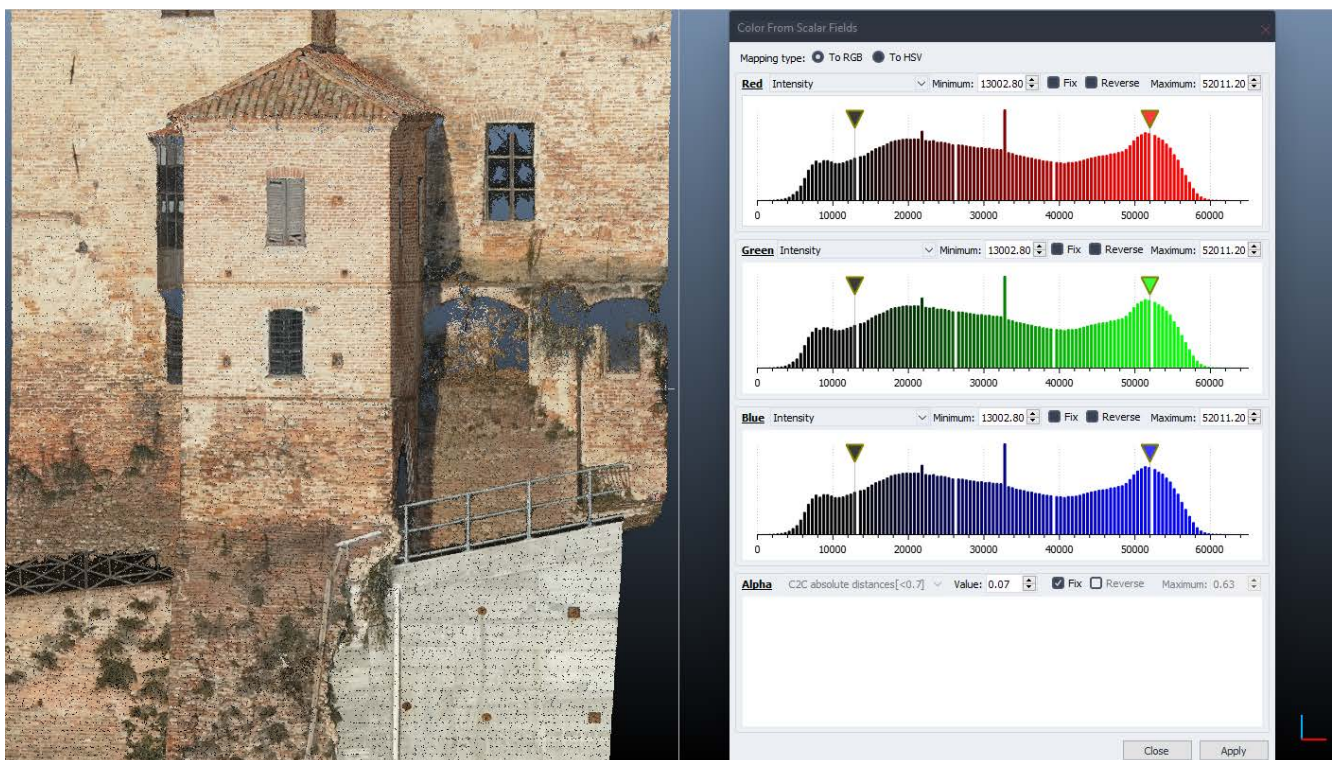 Color From Scalar Fields
Mapping type: To RGB To HSV
Red Intensity Minimum: 13002.80 Fix Reverse Maximum: 52011.20
0 10000 20000 30000 40000 50000 60000
Green Intensity Minimum: 13002.80 Fix Reverse Maximum: 52011.20
0 10000 20000 30000 40000 50000 60000
Blue Intensity Minimum: 13002.80 Fix Reverse Maximum: 52011.20
0 10000 20000 30000 40000 50000 60000
Alpha C2C absolute distances[<0.7] Value: 0.07 Fix Reverse Maximum: 0.63
Close Apply